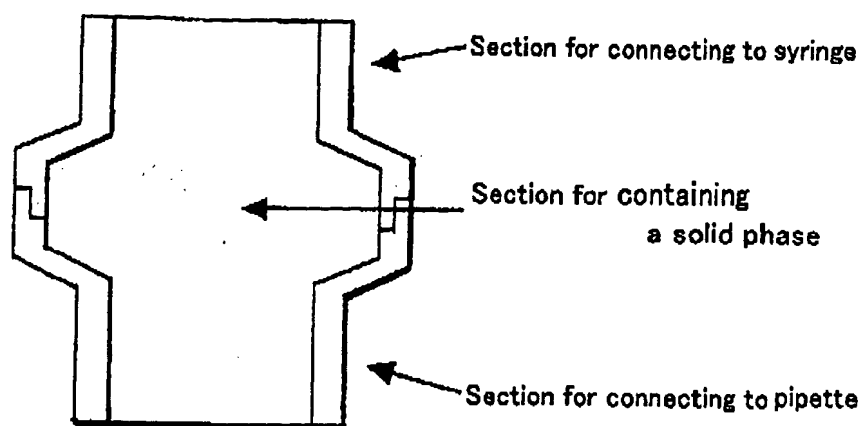 Section for connecting to syringe
Section for containing
a solid phase
Section for connecting to pipette